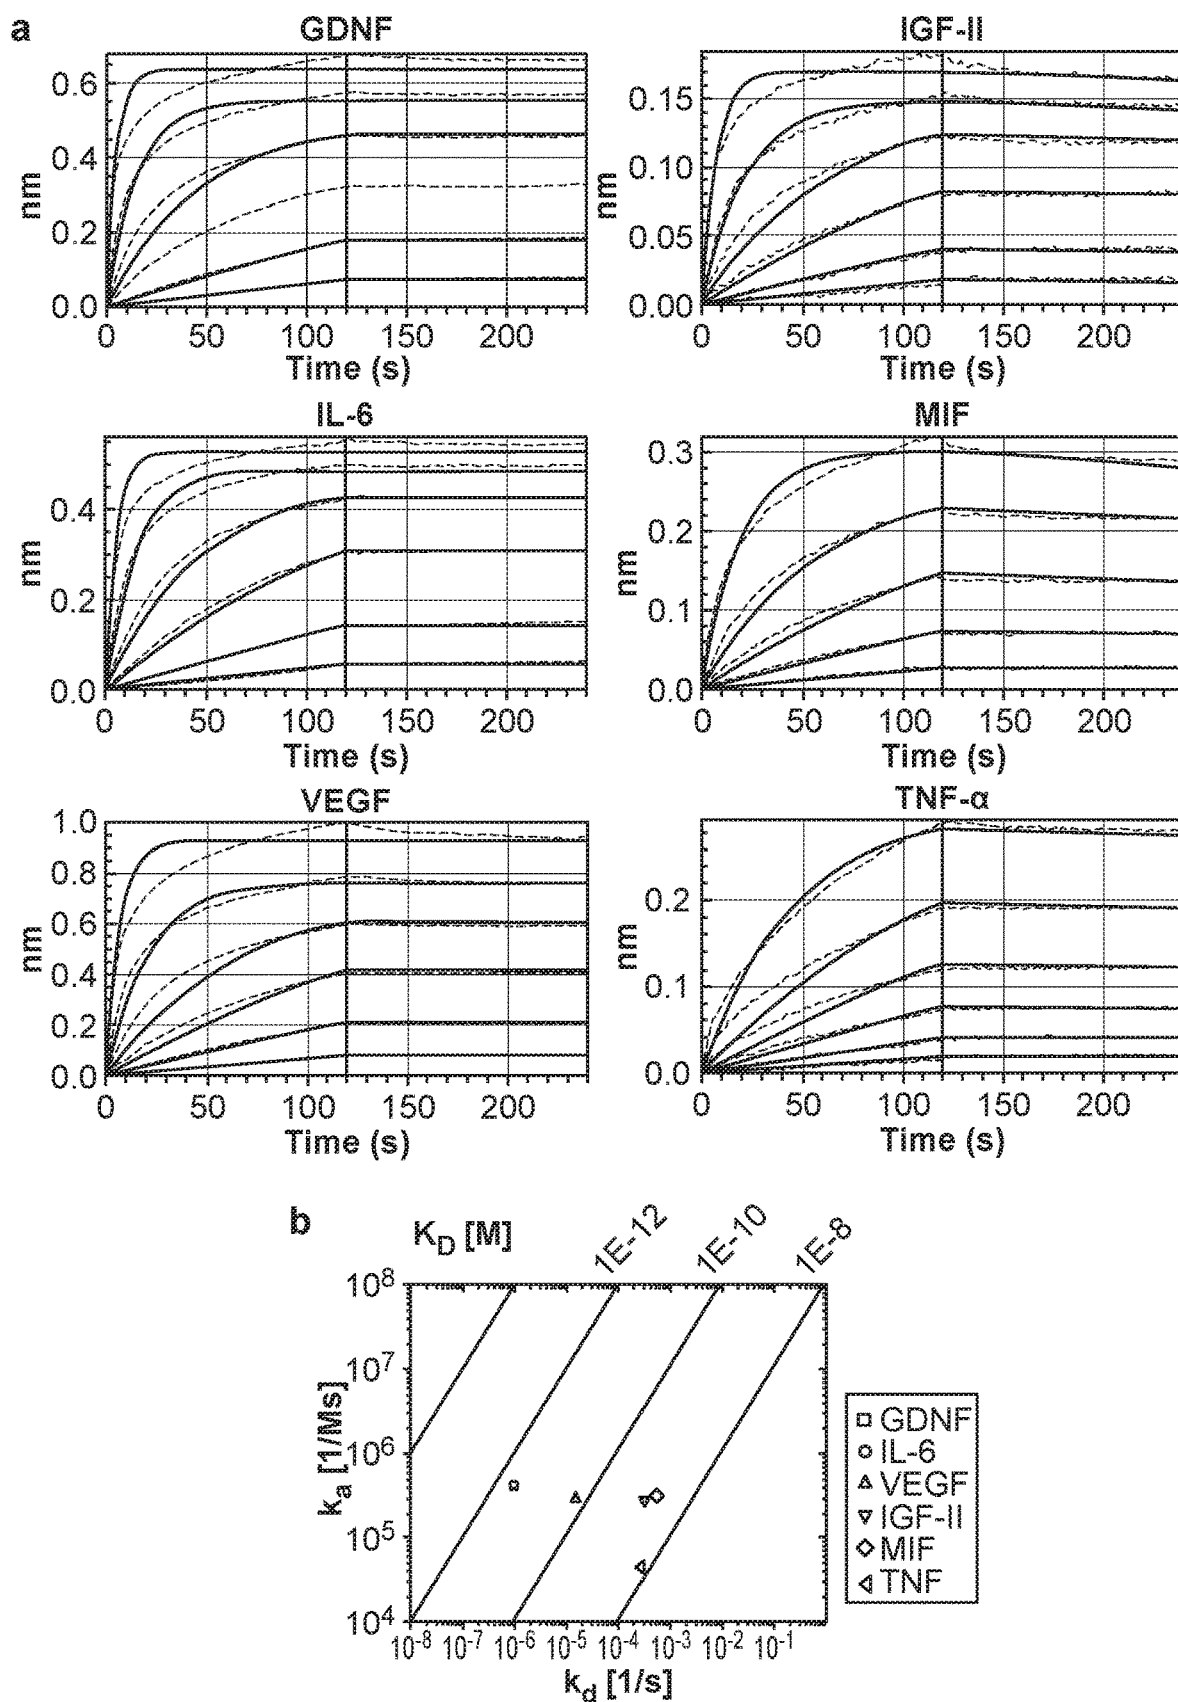 a
GDNF
IGF-II
nm
0.6
0.4
0.2
0.0
0 50 100 150 200
Time (s)
nm
0.15
0.10
0.05
0.00
0 50 100 150 200
Time (s)
IL-6
MIF
nm
0.4
0.2
0.0
0 50 100 150 200
Time (s)
nm
0.3
0.2
0.1
0.0
0 50 100 150 200
Time (s)
VEGF
TNF-α
nm
1.0
0.8
0.6
0.4
0.2
0.0
0 50 100 150 200
Time (s)
nm
0.2
0.1
0.0
0 50 100 150 200
Time (s)
b
K_D [M]
1E-12
1E-10
1E-8
k_a [1/Ms]
10^8
10^7
10^6
10^5
10^4
10^-8 10^-7 10^-6 10^-5 10^-4 10^-3 10^-2 10^-1
k_d [1/s]
GDNF
IL-6
VEGF
IGF-II
MIF
TNF